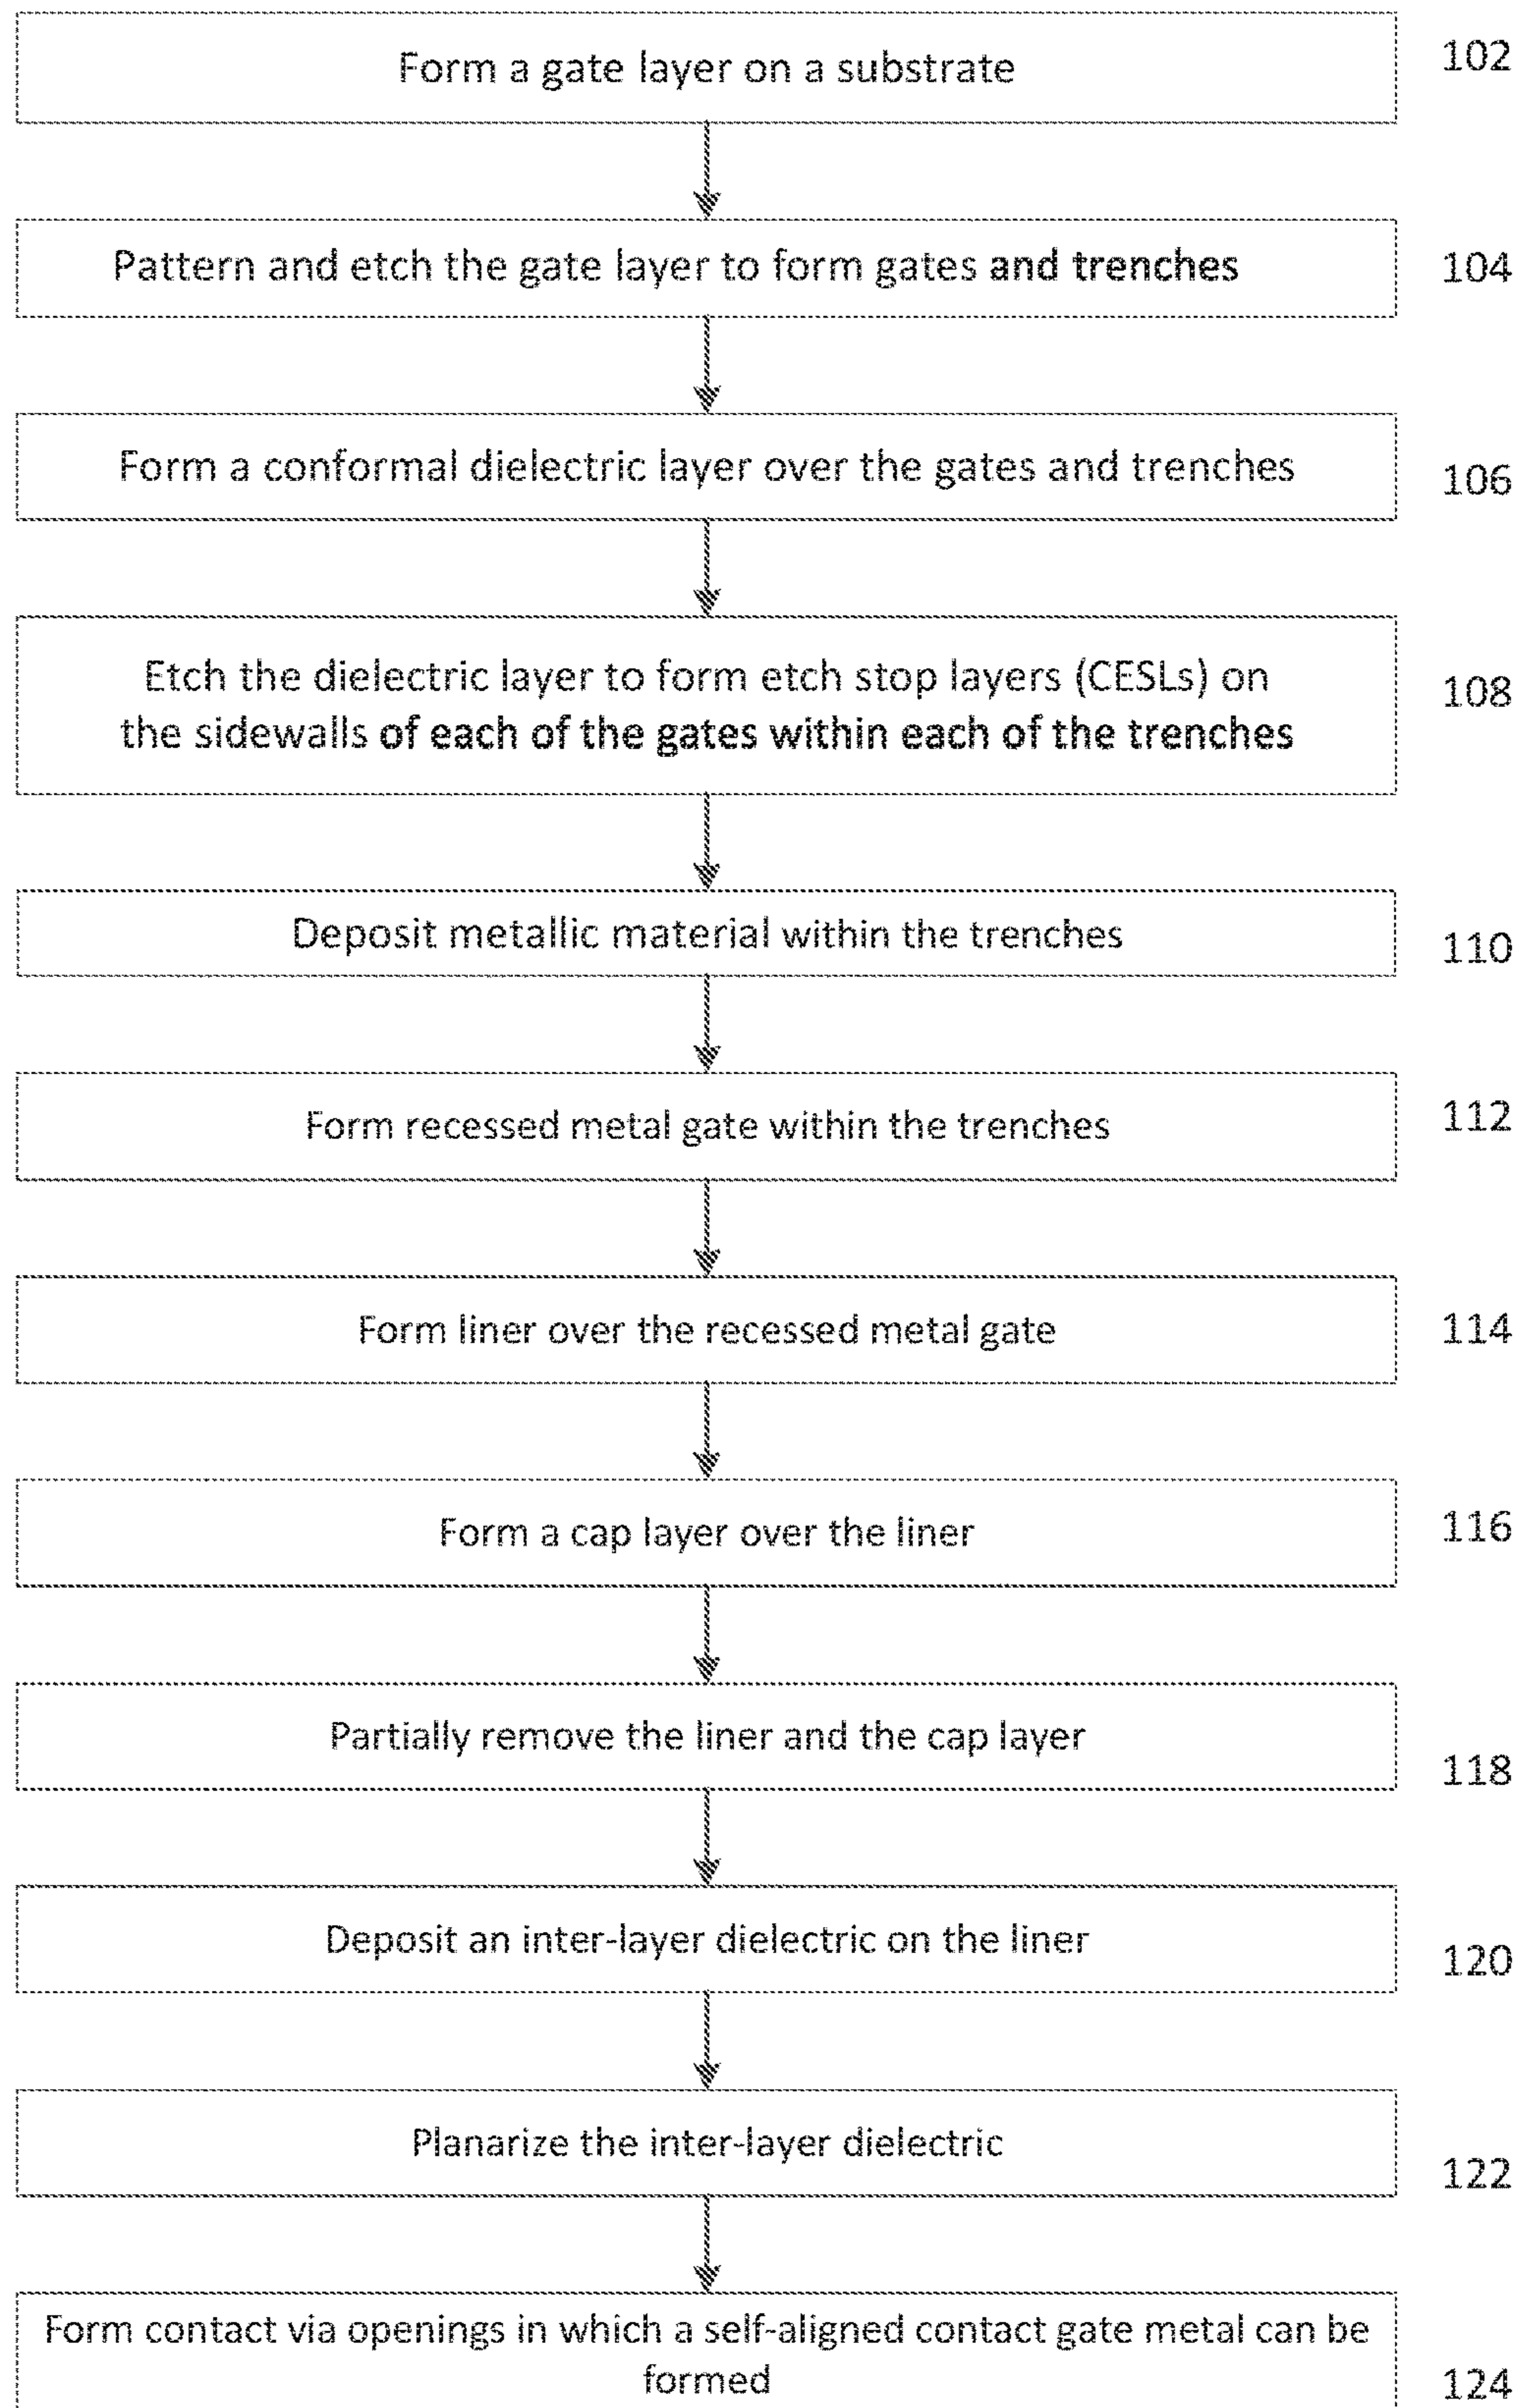 Form a gate layer on a substrate
102
Pattern and etch the gate layer to form gates and trenches
104
Form a conformal dielectric layer over the gates and trenches
106
Etch the dielectric layer to form etch stop layers (CESLs) on
the sidewalls of each of the gates within each of the trenches
108
Deposit metallic material within the trenches
110
Form recessed metal gate within the trenches
112
Form liner over the recessed metal gate
114
Form a cap layer over the liner
116
Partially remove the liner and the cap layer
118
Deposit an inter-layer dielectric on the liner
120
Planarize the inter-layer dielectric
122
Form contact via openings in which a self-aligned contact gate metal can be
formed
124